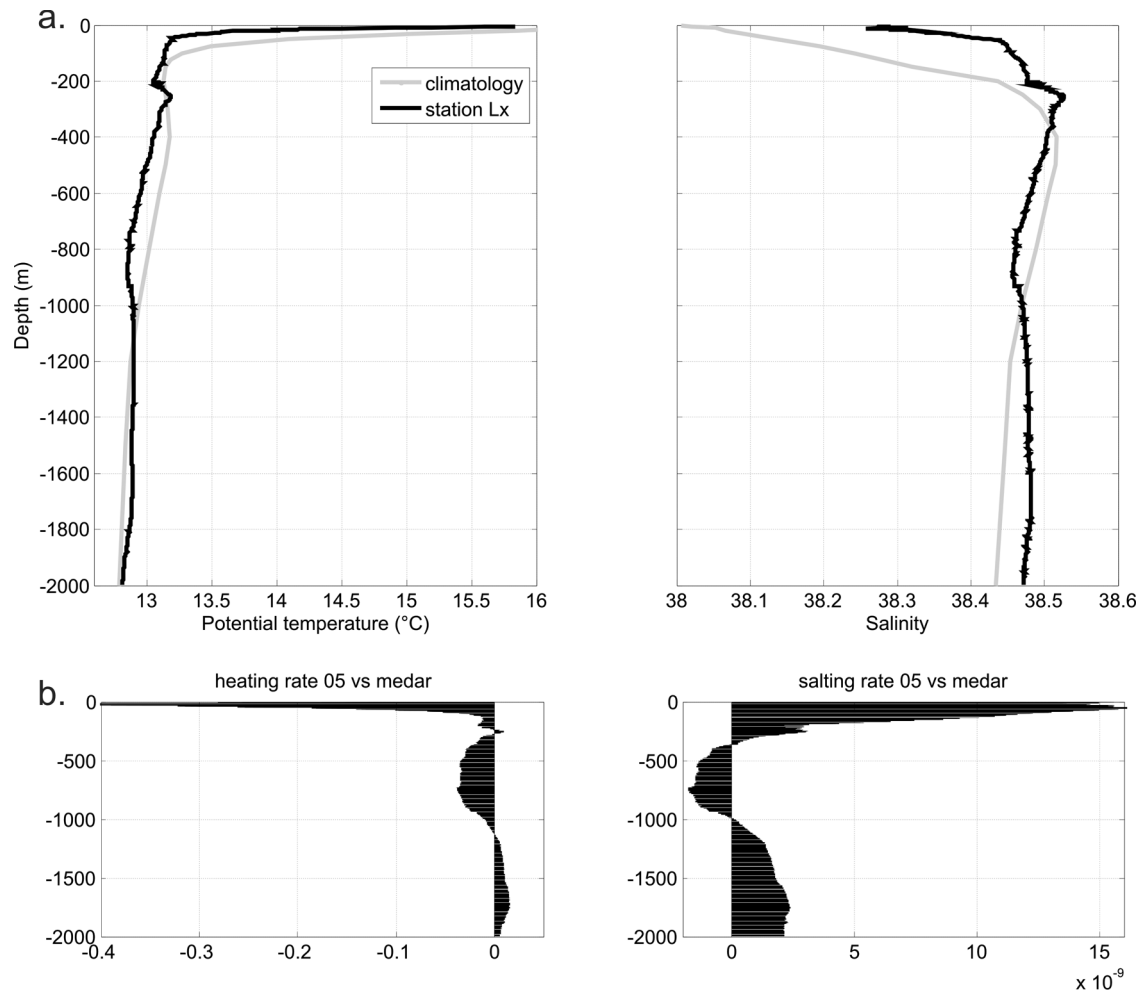 a.
0
-200
-400
-600
-800
-1000
-1200
-1400
-1600
-1800
-2000
Depth (m)
climatology
station Lx
13 13.5 14 14.5 15 15.5 16
Potential temperature (°C)
38 38.1 38.2 38.3 38.4 38.5 38.6
Salinity
b.
heating rate 05 vs medar
0
-500
-1000
-1500
-2000
-0.4 -0.3 -0.2 -0.1 0
salting rate 05 vs medar
0
-500
-1000
-1500
-2000
0 5 10 15
x 10^-9